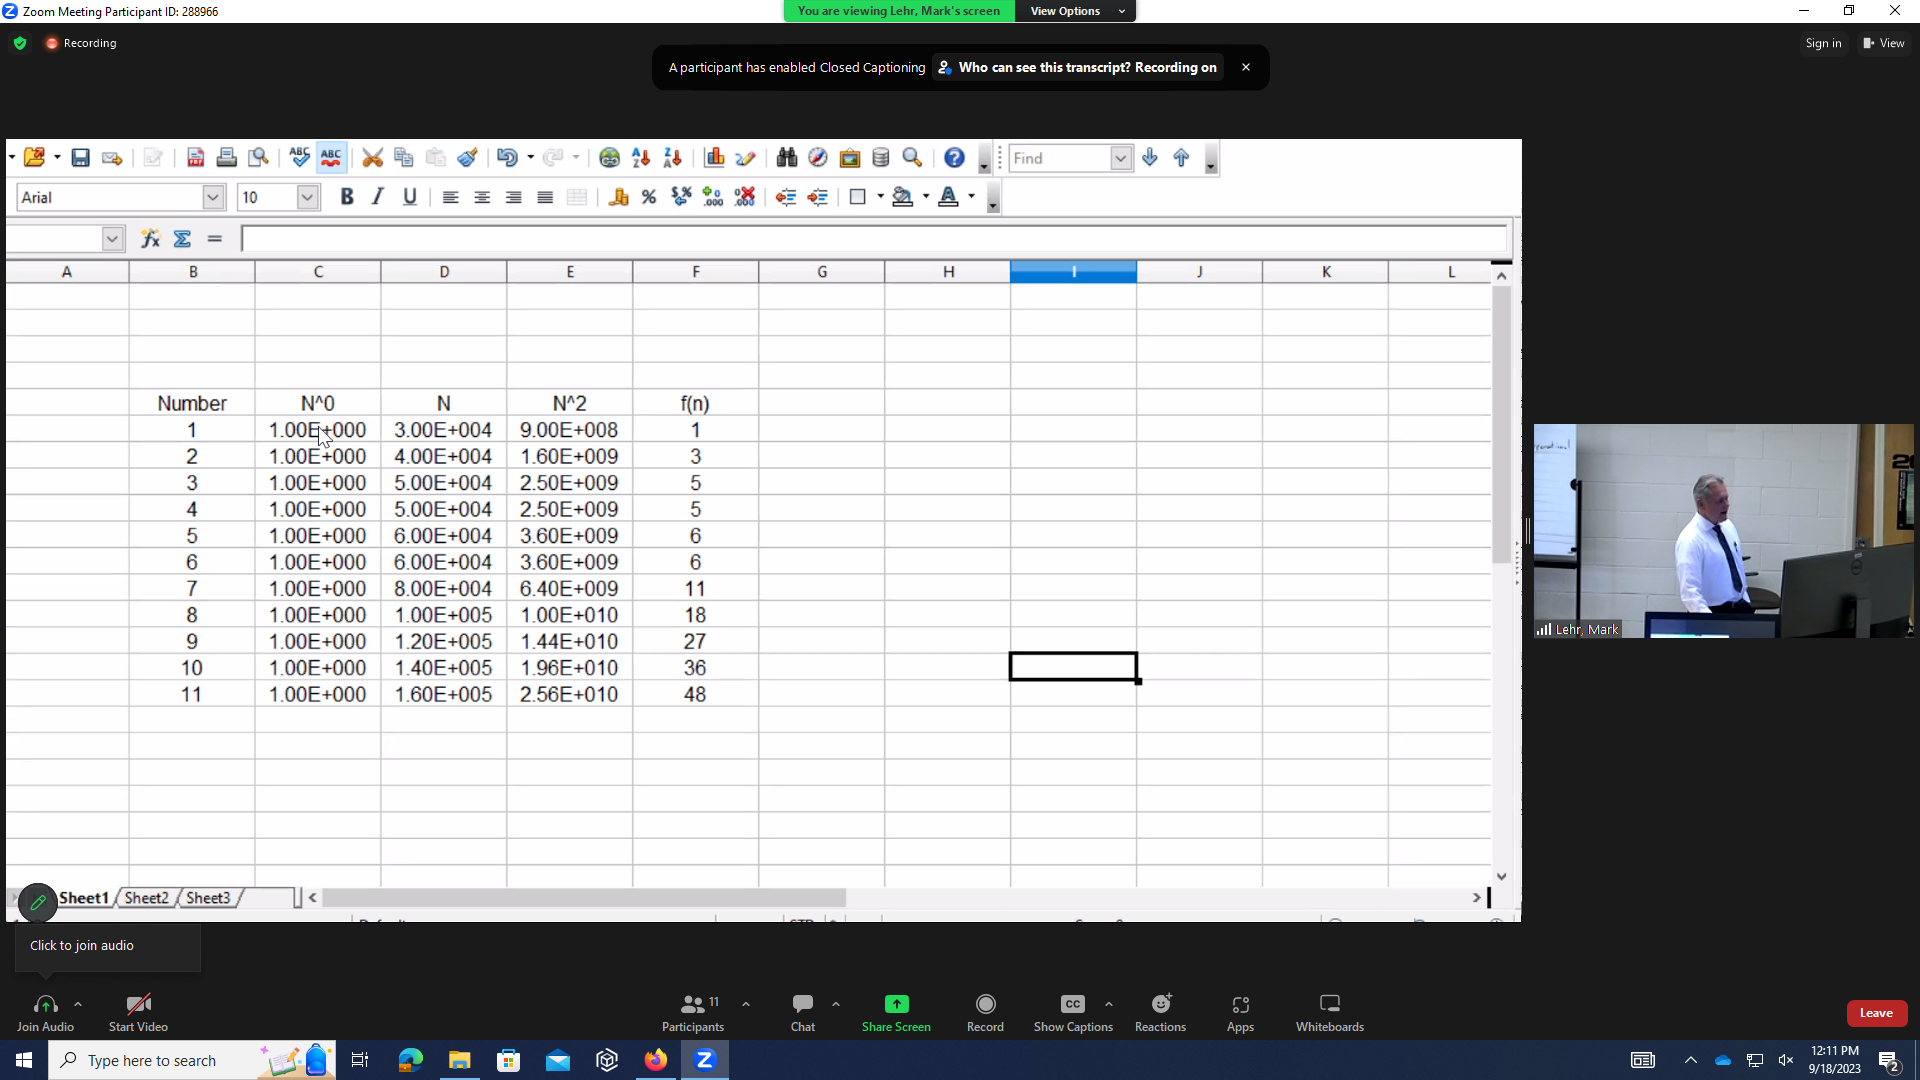 Zoom Meeting Participant ID: 288966
You are viewing Lehr, Mark's screen
View Options
Recording
A participant has enabled Closed Captioning
Who can see this transcript? Recording on
Sign in
View
Find
Arial
10
A B C D E F G H I J K L
Number N^0 N N^2 f(n)
1 1.00E+000 3.00E+004 9.00E+008 1
2 1.00E+000 4.00E+004 1.60E+009 3
3 1.00E+000 5.00E+004 2.50E+009 5
4 1.00E+000 5.00E+004 2.50E+009 5
5 1.00E+000 6.00E+004 3.60E+009 6
6 1.00E+000 6.00E+004 3.60E+009 6
7 1.00E+000 8.00E+004 6.40E+009 11
8 1.00E+000 1.00E+005 1.00E+010 18
9 1.00E+000 1.20E+005 1.44E+010 27
10 1.00E+000 1.40E+005 1.96E+010 36
11 1.00E+000 1.60E+005 2.56E+010 48
Lehr, Mark
Sheet1 Sheet2 Sheet3
Click to join audio
Join Audio
Start Video
Participants 11
Chat
Share Screen
Record
CC
Show Captions
Reactions
Apps
Whiteboards
Leave
Type here to search
12:11 PM
9/18/2023
2